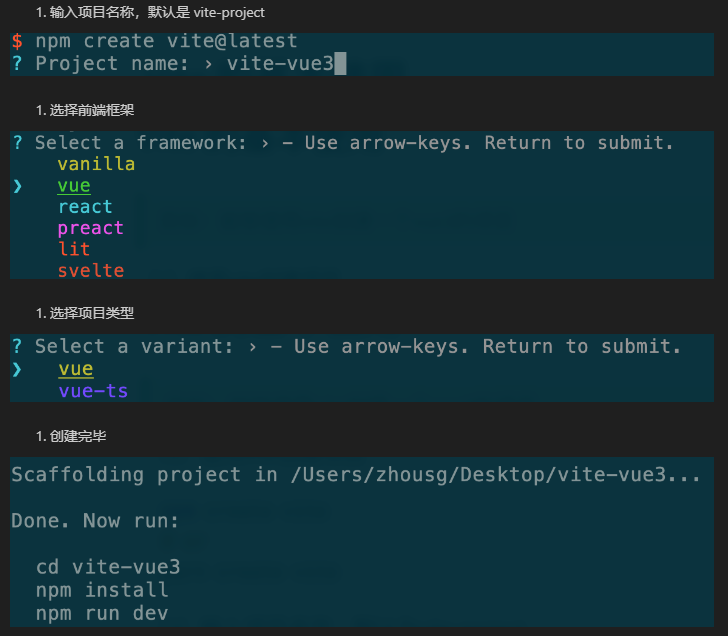 1. 输入项目名称，默认是 vite-project
$ npm create vite@latest
? Project name: › vite-vue3
1. 选择前端框架
? Select a framework: › - Use arrow-keys. Return to submit.
vanilla
❯ vue
react
preact
lit
svelte
1. 选择项目类型
? Select a variant: › - Use arrow-keys. Return to submit.
❯ vue
vue-ts
1. 创建完毕
Scaffolding project in /Users/zhousg/Desktop/vite-vue3...
Done. Now run:
cd vite-vue3
npm install
npm run dev